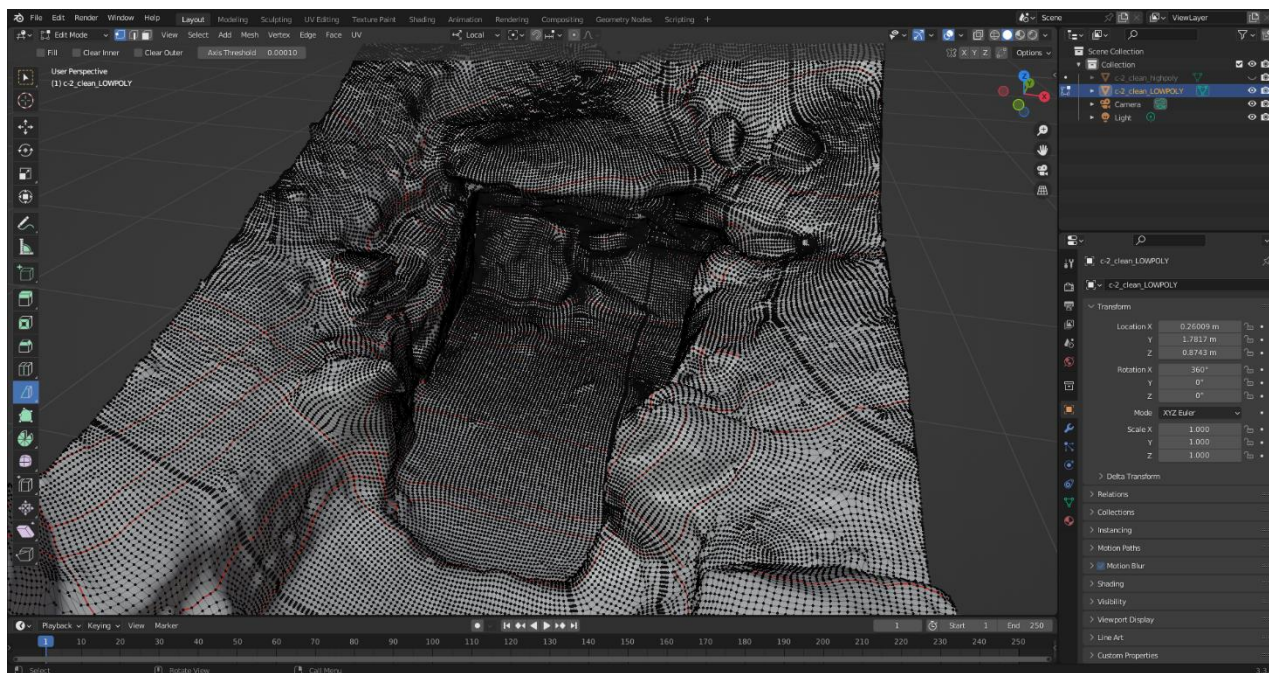 File Edit Render Window Help Layout Modeling Sculpting UV Editing Texture Paint Shading Animation Rendering Compositing Geometry Nodes Scripting + Scene ViewLayer
Edit Mode View Select Add Mesh Vertex Edge Face UV Local
Fill Clear Inner Clear Outer Axis Threshold 0.00010 X Y Z Options
User Perspective
(1) c-2_clean_LOWPOLY
Scene Collection
Collection
c-2_clean_highpoly
c-2_clean_LOWPOLY
Camera
Light
c-2_clean_LOWPOLY
c-2_clean_LOWPOLY
Transform
Location X 0.26009 m
Y 1.7817 m
Z 0.8743 m
Rotation X 360°
Y 0°
Z 0°
Mode XYZ Euler
Scale X 1.000
Y 1.000
Z 1.000
Delta Transform
Relations
Collections
Instancing
Motion Paths
Motion Blur
Shading
Visibility
Viewport Display
Line Art
Custom Properties
Playback Keying View Marker 1 Start 1 End 250
1 10 20 30 40 50 60 70 80 90 100 110 120 130 140 150 160 170 180 190 200 210 220 230 240 250
Select Rotate View Call Menu